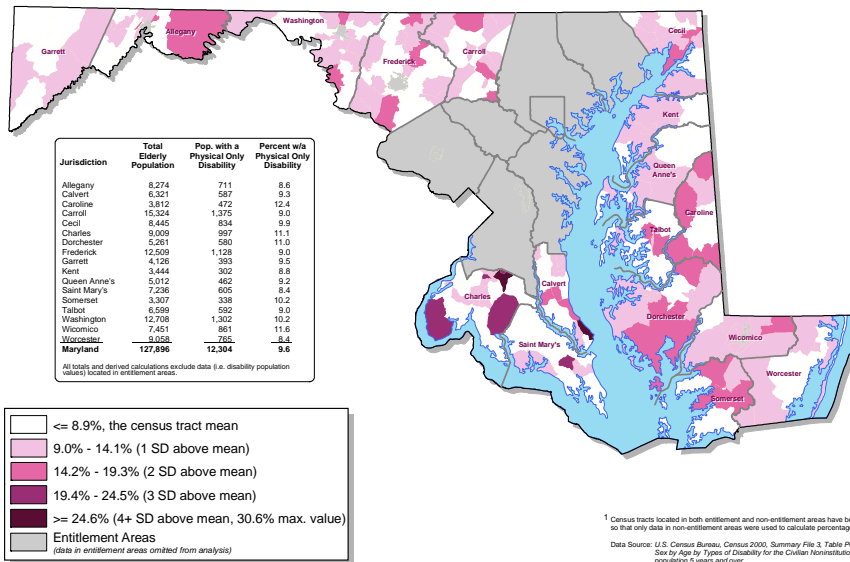 Garrett
Allegany
Washington
Frederick
Carroll
Cecil
Kent
Queen
Anne's
Caroline
Talbot
Charles
Calvert
Saint Mary's
Dorchester
Wicomico
Somerset
Worcester
Jurisdiction Total Elderly Population Pop. with a Physical Only Disability Percent w/a Physical Only Disability
Allegany 8,274 711 8.6
Calvert 6,321 587 9.3
Caroline 3,812 472 12.4
Carroll 15,324 1,375 9.0
Cecil 8,445 834 9.9
Charles 9,009 997 11.1
Dorchester 5,261 580 11.0
Frederick 12,509 1,128 9.0
Garrett 4,126 393 9.5
Kent 3,444 302 8.8
Queen Anne's 5,012 462 9.2
Saint Mary's 7,236 605 8.4
Somerset 3,307 338 10.2
Talbot 6,599 592 9.0
Washington 12,708 1,302 10.2
Wicomico 7,451 861 11.6
Worcester 9,058 765 8.4
Maryland 127,896 12,304 9.6
All totals and derived calculations exclude data (i.e. disability population
values) located in entitlement areas.
<= 8.9%, the census tract mean
9.0% - 14.1% (1 SD above mean)
14.2% - 19.3% (2 SD above mean)
19.4% - 24.5% (3 SD above mean)
>= 24.6% (4+ SD above mean, 30.6% max. value)
Entitlement Areas
(data in entitlement areas omitted from analysis)
1 Census tracts located in both entitlement and non-entitlement areas have be
so that only data in non-entitlement areas were used to calculate percentag
Data Source: U.S. Census Bureau, Census 2000, Summary File 3, Table P
Sex by Age by Types of Disability for the Civilian Noninstitutio
population 5 years and over